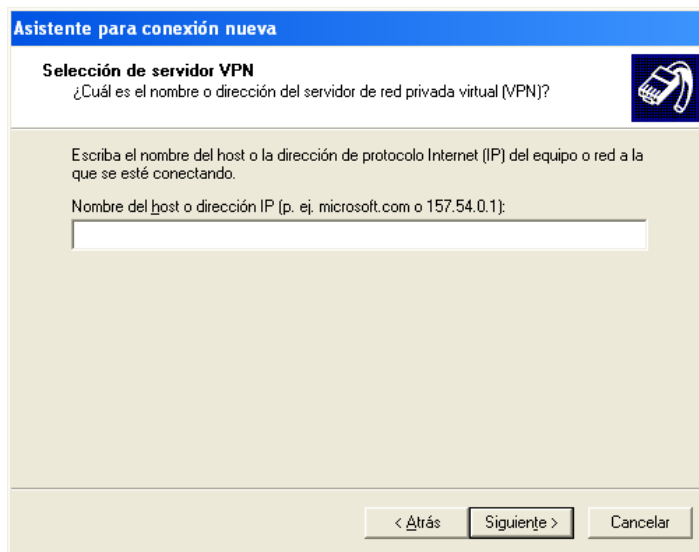 Asistente para conexión nueva
Selección de servidor VPN
¿Cuál es el nombre o dirección del servidor de red privada virtual (VPN)?
Escriba el nombre del host o la dirección de protocolo Internet (IP) del equipo o red a la
que se esté conectando.
Nombre del host o dirección IP (p. ej. microsoft.com o 157.54.0.1):
< Atrás Siguiente > Cancelar